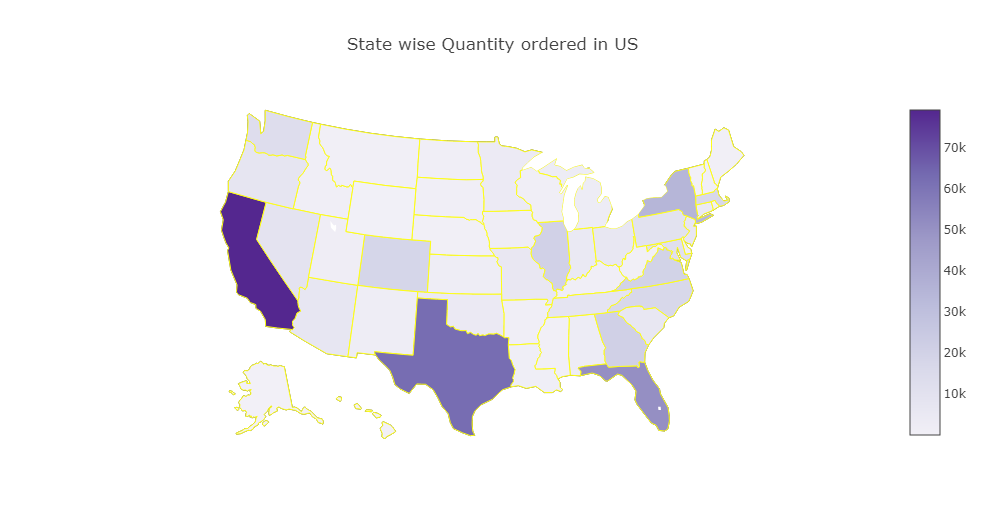 State wise Quantity ordered in US
70k
60k
50k
40k
30k
20k
10k